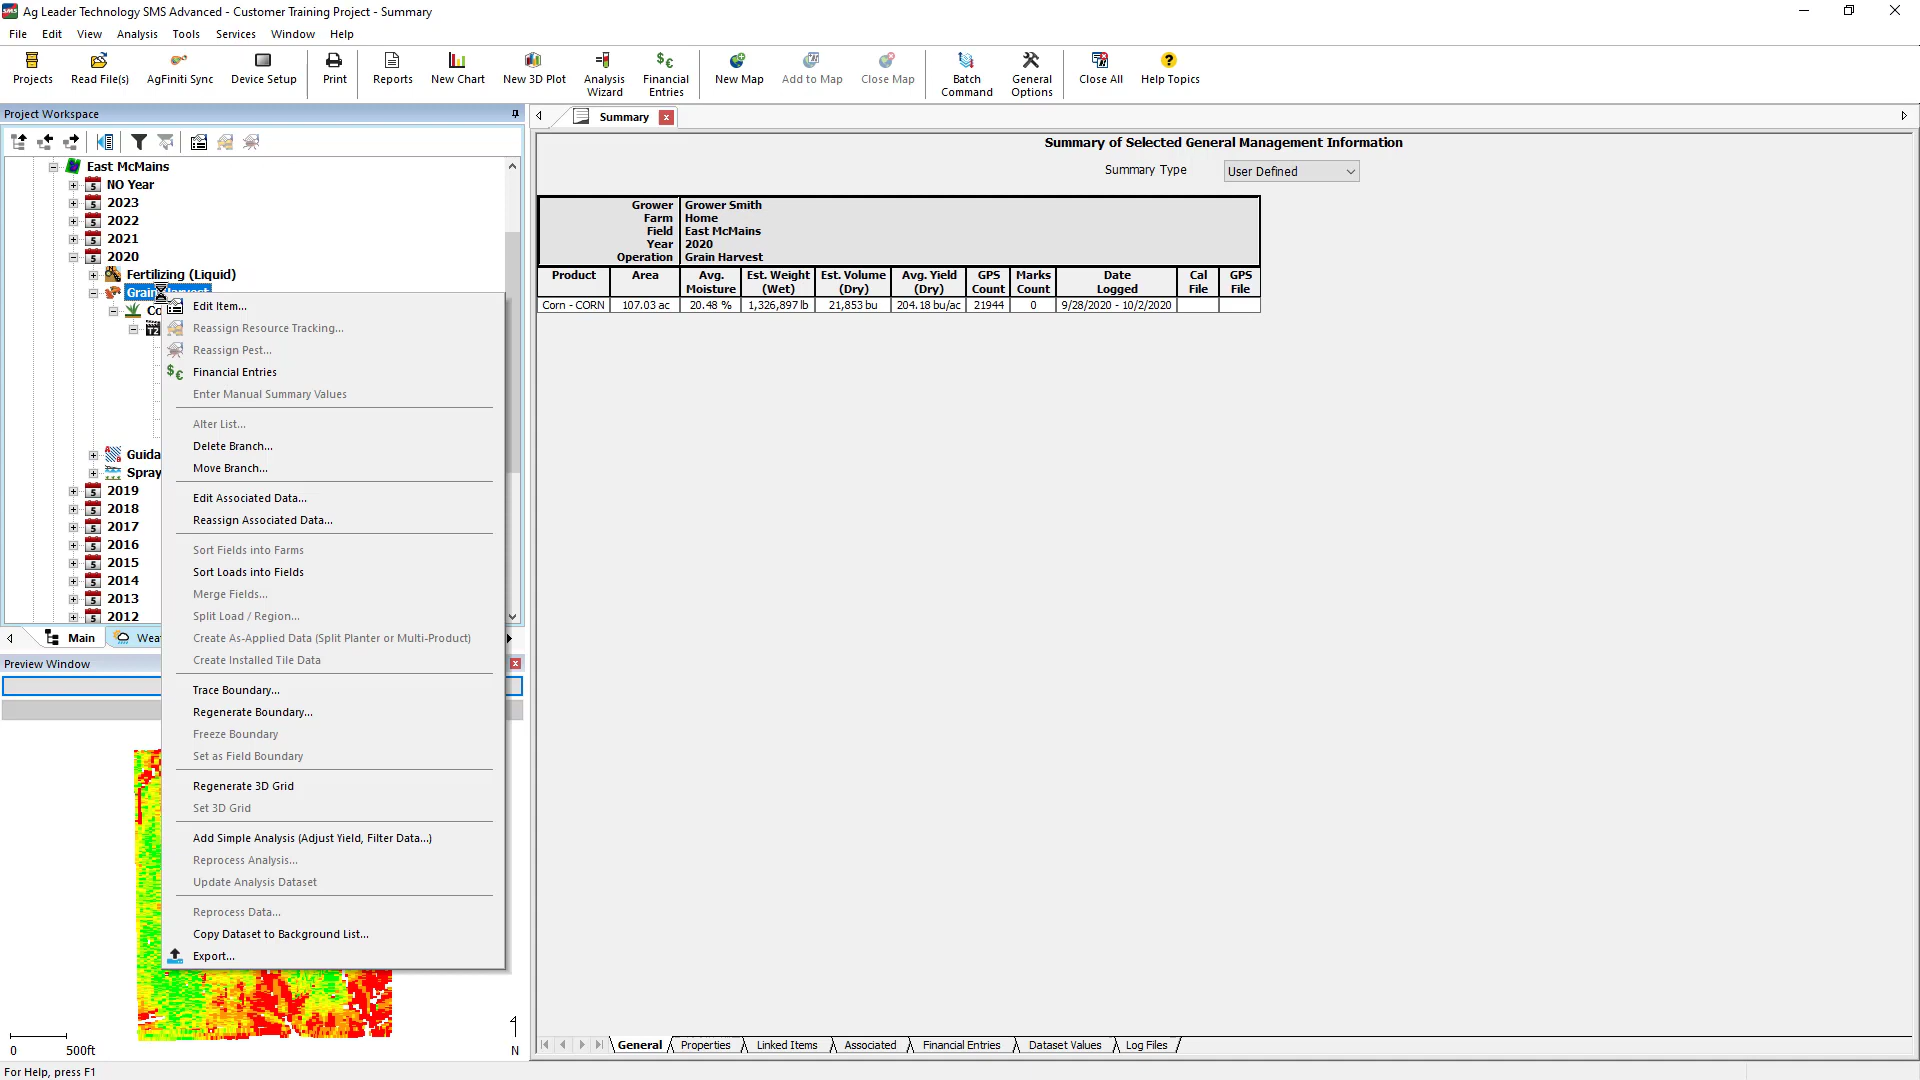 Ag Leader Technology SMS Advanced - Customer Training Project - Summary
File Edit View Analysis Tools Services Window Help
Projects Read File(s) AgFiniti Sync Device Setup Print Reports New Chart New 3D Plot Analysis Wizard Financial Entries New Map Add to Map Close Map Batch Command General Options Close All Help Topics
Project Workspace
Summary
East McMains
NO Year
2023
2022
2021
2020
Fertilizing (Liquid)
Grain Harvest
Co
Guida
Spray
2019
2018
2017
2016
2015
2014
2013
2012
Main Wea
Preview Window
0 500ft
N
Edit Item...
Reassign Resource Tracking...
Reassign Pest...
Financial Entries
Enter Manual Summary Values
Alter List...
Delete Branch...
Move Branch...
Edit Associated Data...
Reassign Associated Data...
Sort Fields into Farms
Sort Loads into Fields
Merge Fields...
Split Load / Region...
Create As-Applied Data (Split Planter or Multi-Product)
Create Installed Tile Data
Trace Boundary...
Regenerate Boundary...
Freeze Boundary
Set as Field Boundary
Regenerate 3D Grid
Set 3D Grid
Add Simple Analysis (Adjust Yield, Filter Data...)
Reprocess Analysis...
Update Analysis Dataset
Reprocess Data...
Copy Dataset to Background List...
Export...
Summary of Selected General Management Information
Summary Type User Defined
Grower Grower Smith
Farm Home
Field East McMains
Year 2020
Operation Grain Harvest
Product Area Avg. Moisture Est. Weight (Wet) Est. Volume (Dry) Avg. Yield (Dry) GPS Count Marks Count Date Logged Cal File GPS File
Corn - CORN 107.03 ac 20.48 % 1,326,897 lb 21,853 bu 204.18 bu/ac 21944 0 9/28/2020 - 10/2/2020
General Properties Linked Items Associated Financial Entries Dataset Values Log Files
For Help, press F1